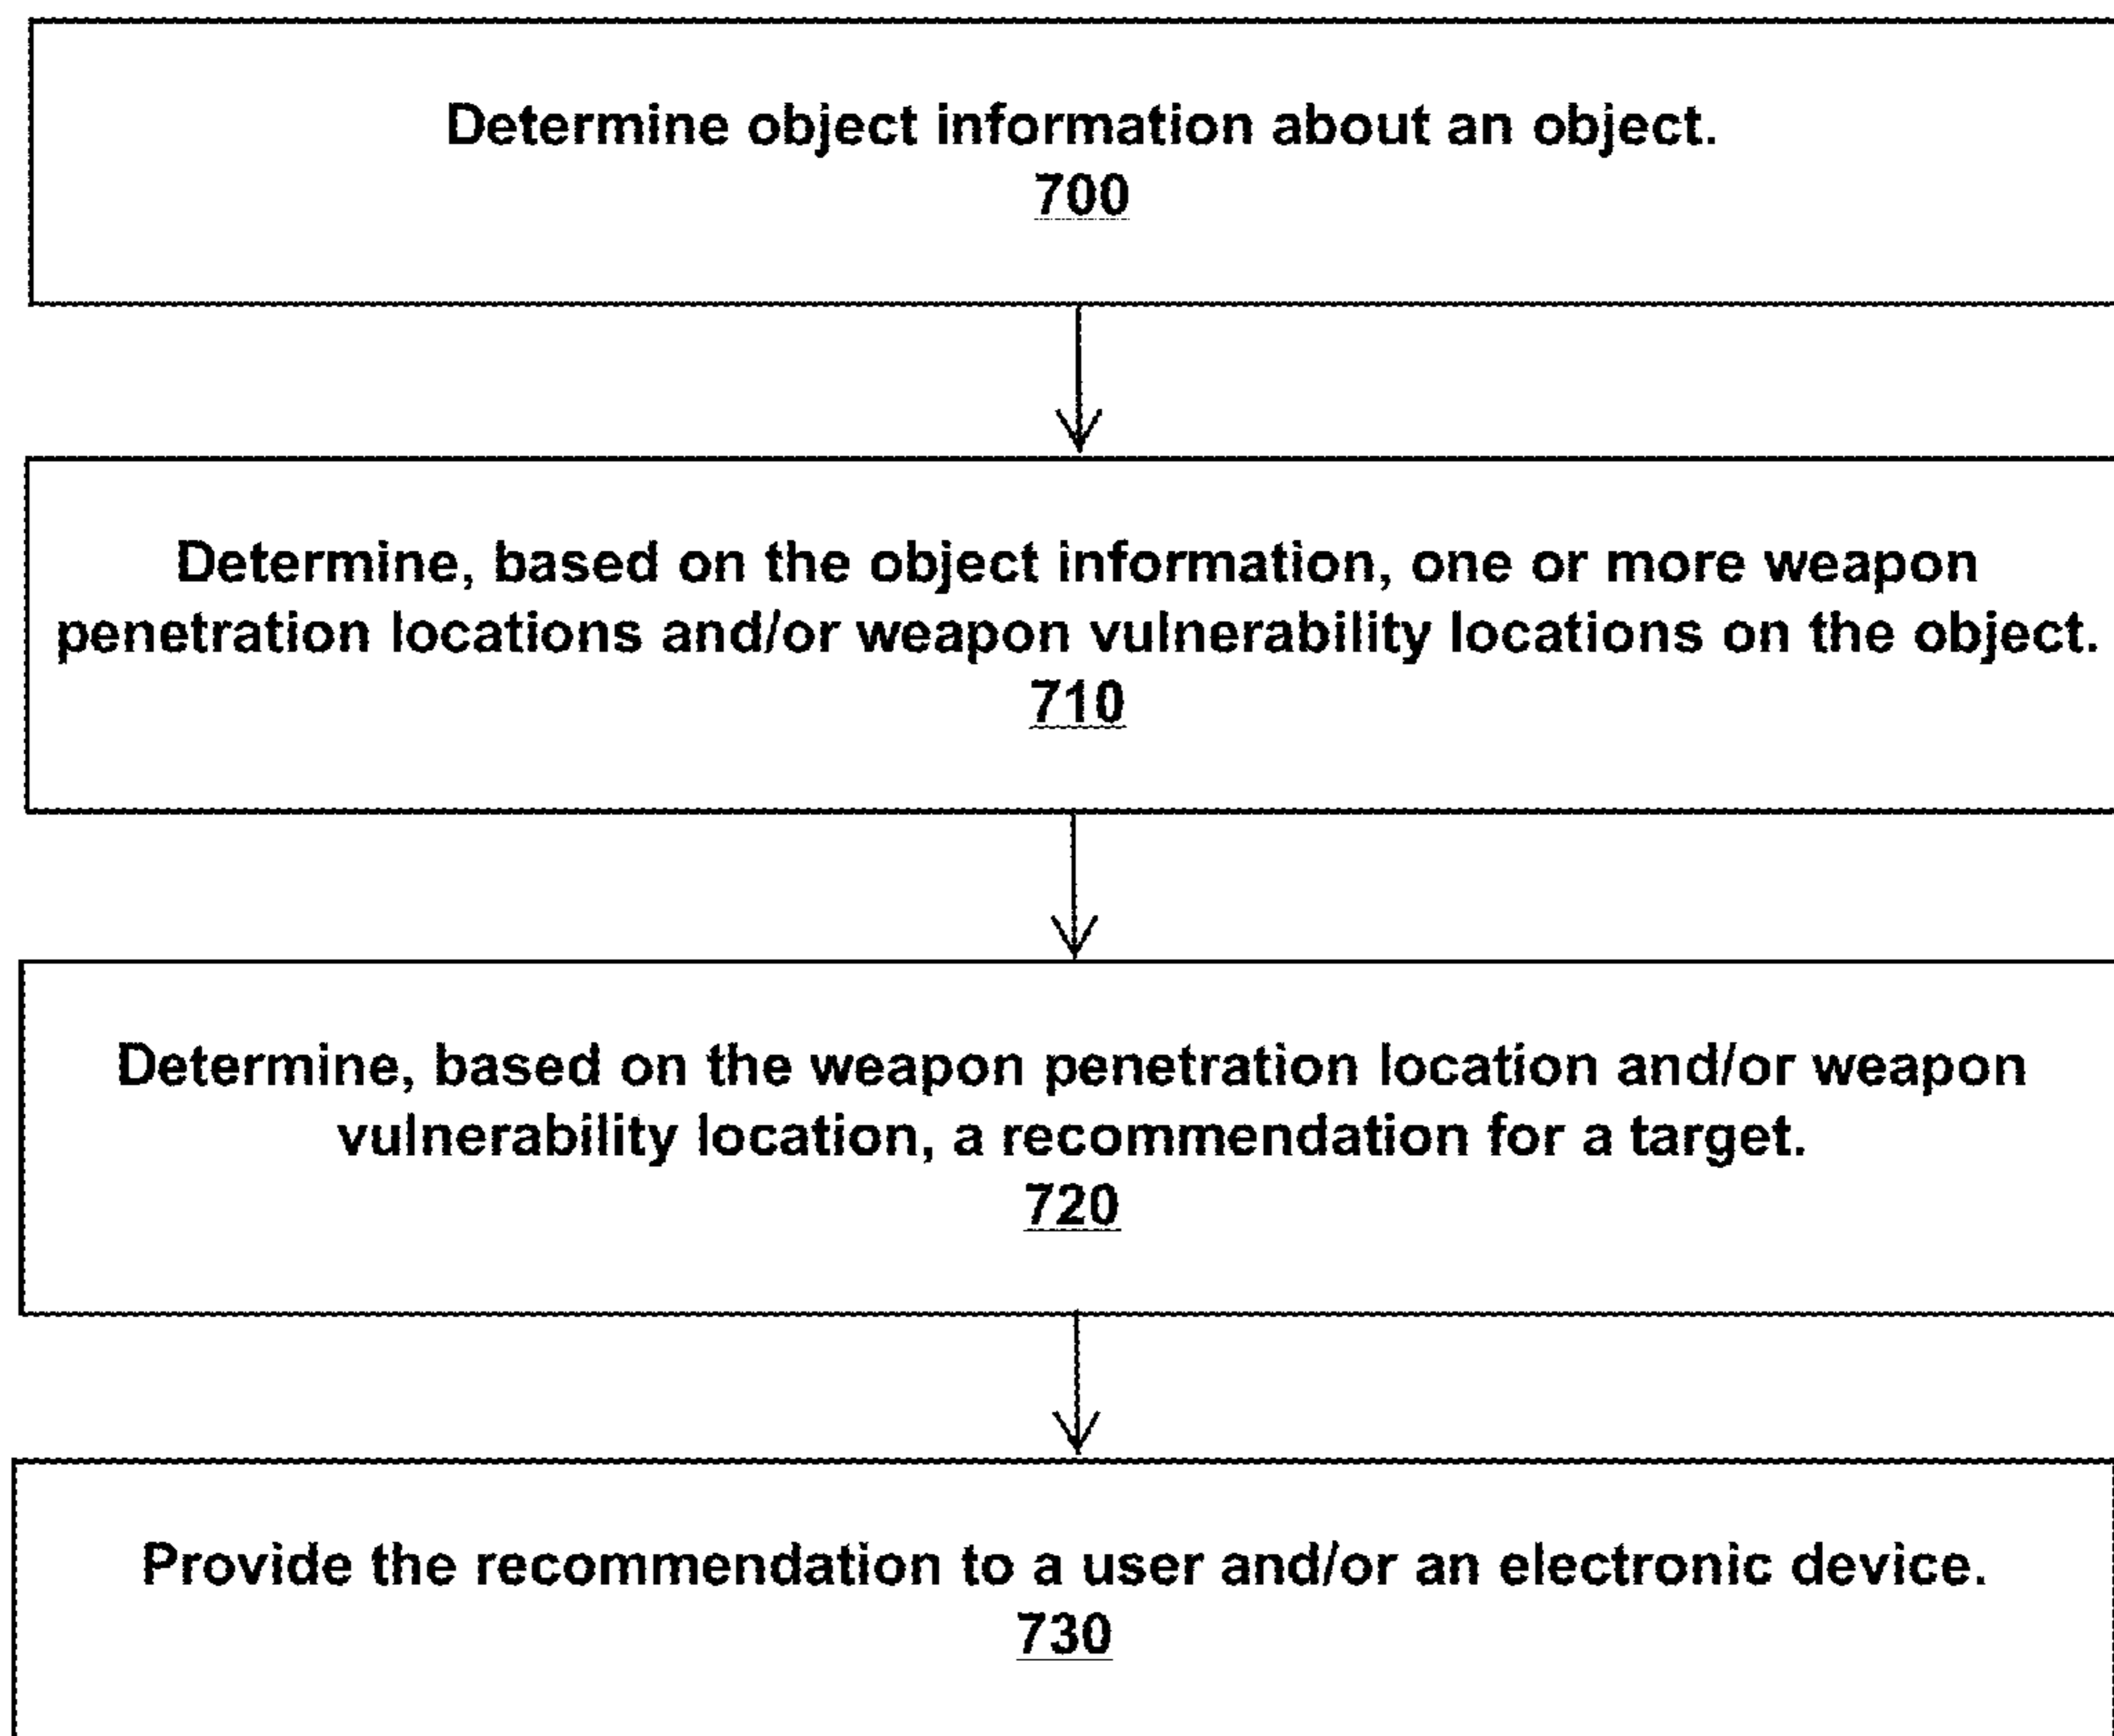 Determine object information about an object.
700
Determine, based on the object information, one or more weapon
penetration locations and/or weapon vulnerability locations on the object.
710
Determine, based on the weapon penetration location and/or weapon
vulnerability location, a recommendation for a target.
720
Provide the recommendation to a user and/or an electronic device.
730